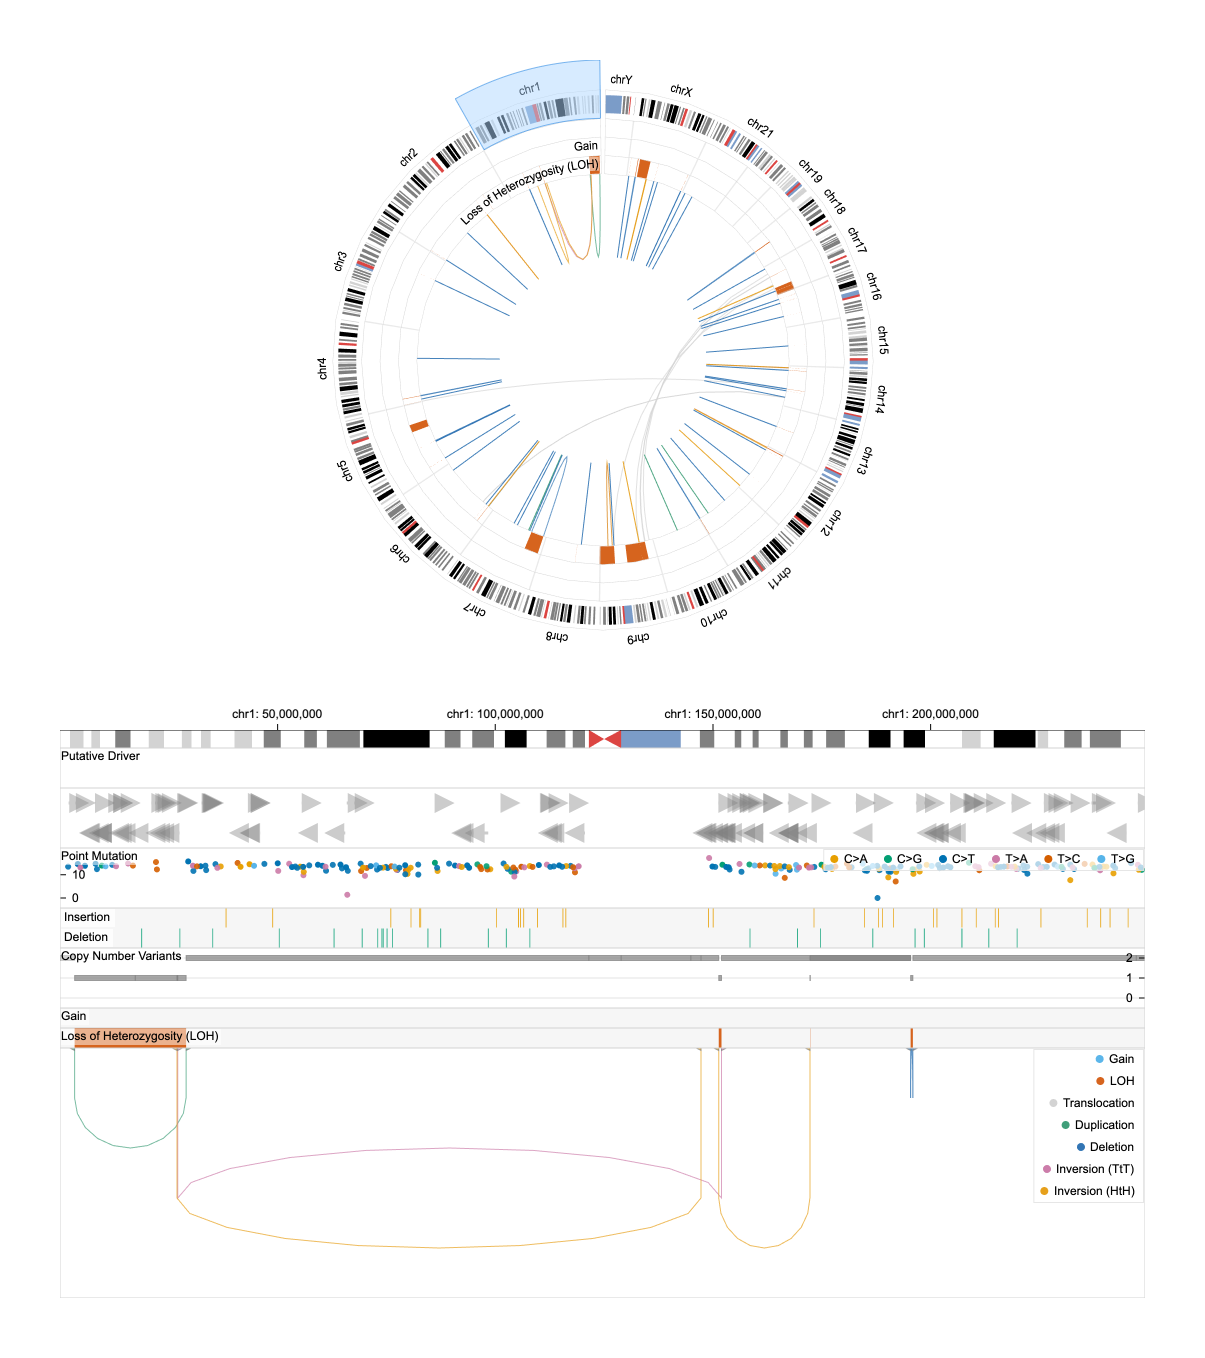 chr1
chrY
chrX
chr21
chr19
chr18
chr17
chr16
chr15
chr14
chr13
chr12
chr11
chr10
chr9
chr8
chr7
chr6
chr5
chr4
chr3
chr2
Gain
Loss of Heterozygosity (LOH)
chr1: 50,000,000 chr1: 100,000,000 chr1: 150,000,000 chr1: 200,000,000
Putative Driver
Point Mutation
C>A C>G C>T T>A T>C T>G
10
0
Insertion
Deletion
Copy Number Variants
2
1
0
Gain
Loss of Heterozygosity (LOH)
Gain
LOH
Translocation
Duplication
Deletion
Inversion (TtT)
Inversion (HtH)